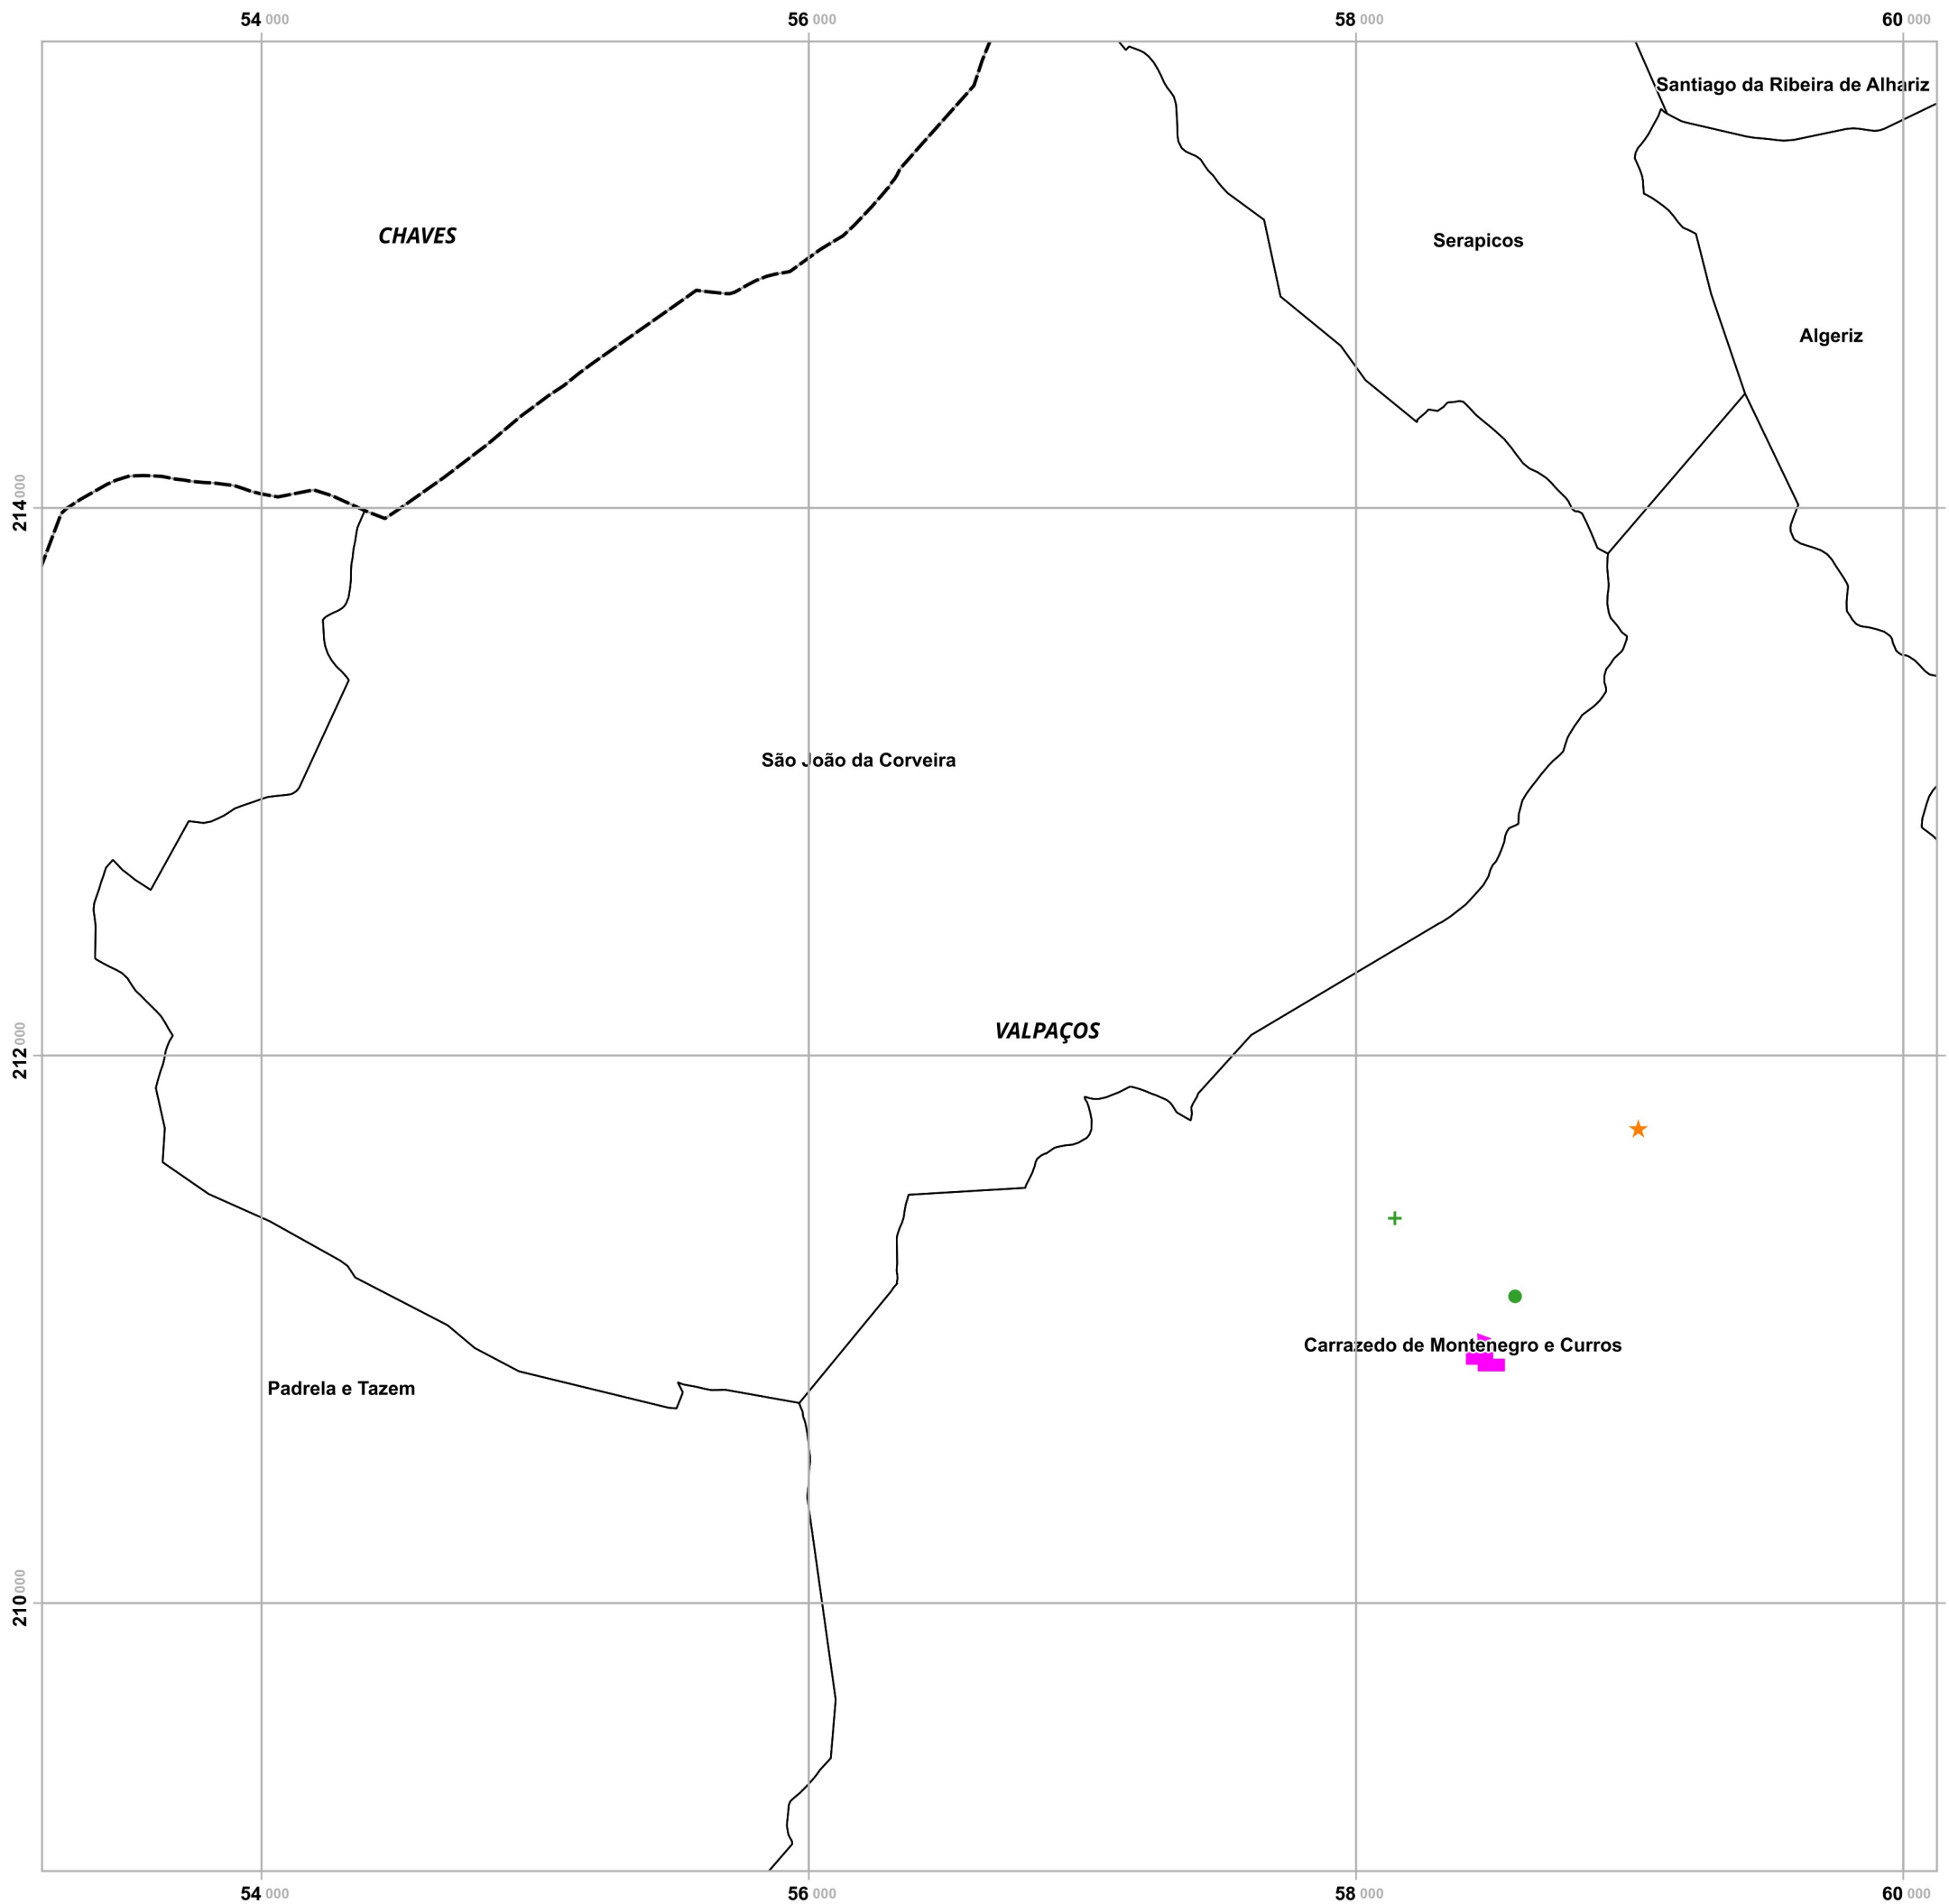 54 000 56 000 58 000 60 000
Santiago da Ribeira de Alhariz
CHAVES
Serapicos
Algeriz
214 000
São João da Corveira
VALPAÇOS
212 000
Carrazedo de Montenegro e Curros
Padrela e Tazem
210 000
54 000 56 000 58 000 60 000